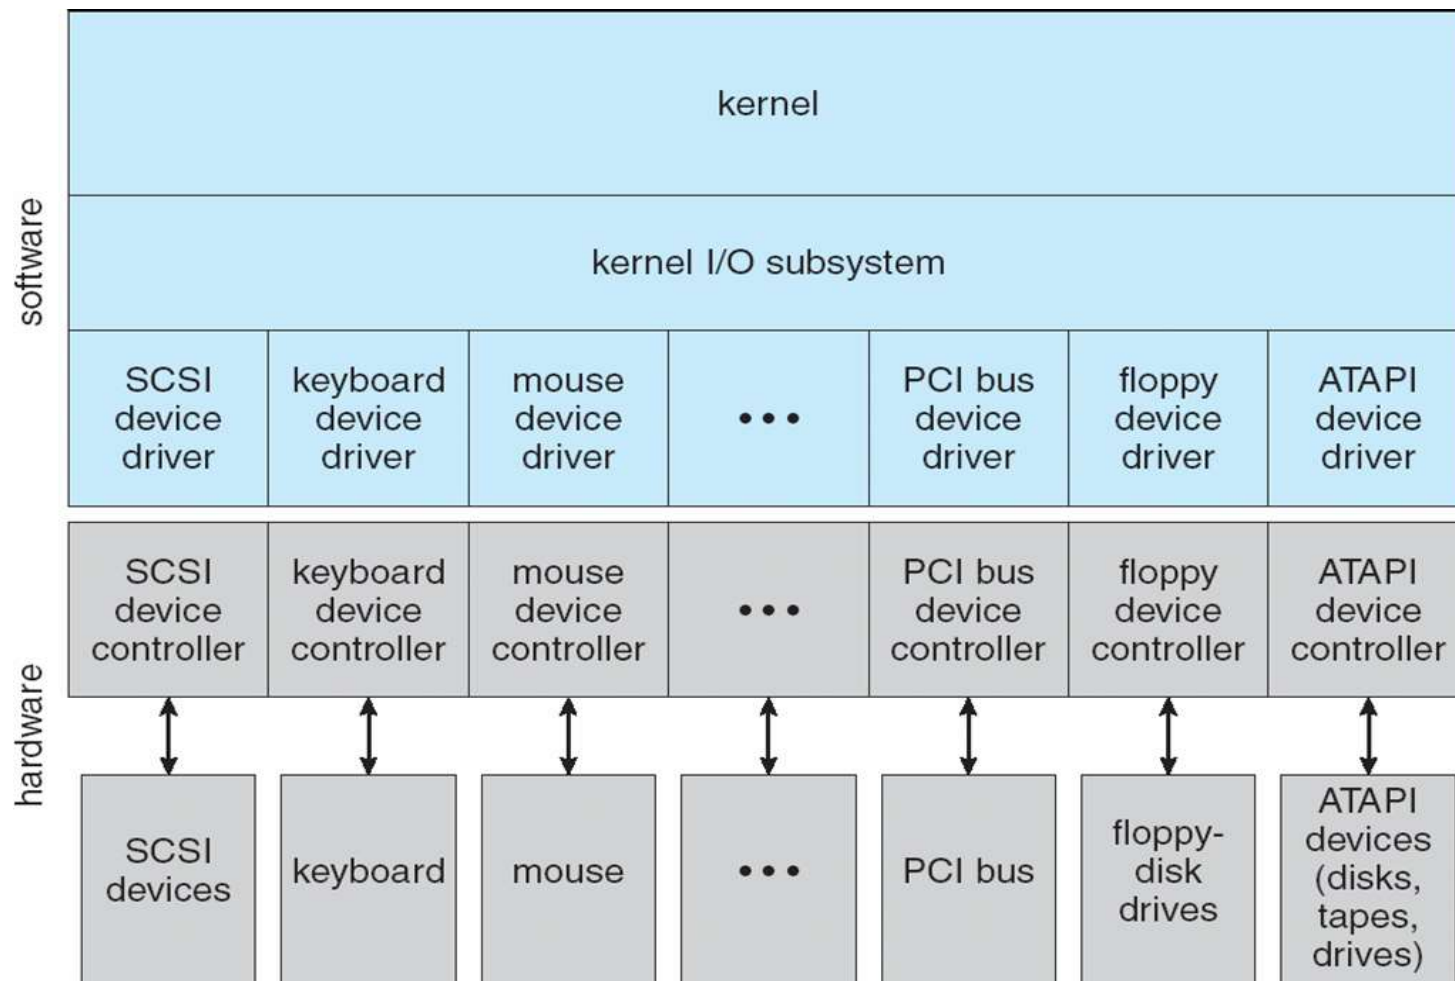 software
kernel
kernel I/O subsystem
SCSI
device
driver
keyboard
device
driver
mouse
device
driver
•••
PCI bus
device
driver
floppy
device
driver
ATAPI
device
driver
hardware
SCSI
device
controller
keyboard
device
controller
mouse
device
controller
•••
PCI bus
device
controller
floppy
device
controller
ATAPI
device
controller
SCSI
devices
keyboard
mouse
•••
PCI bus
floppy-
disk
drives
ATAPI
devices
(disks,
tapes,
drives)